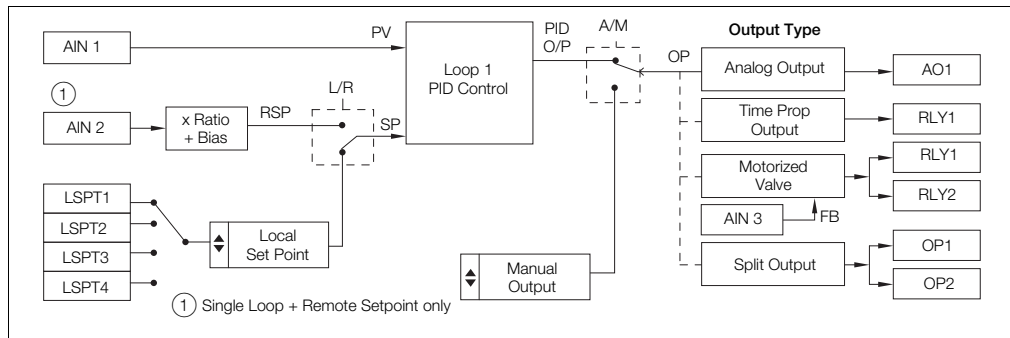 AIN 1
PV
Loop 1
PID Control
PID
O/P
A/M
OP
Output Type
Analog Output
AO1
1
AIN 2
x Ratio
+ Bias
RSP
L/R
SP
Time Prop
Output
RLY1
Motorized
Valve
RLY1
RLY2
AIN 3
FB
LSPT1
LSPT2
LSPT3
LSPT4
Local
Set Point
Manual
Output
Split Output
OP1
OP2
1 Single Loop + Remote Setpoint only